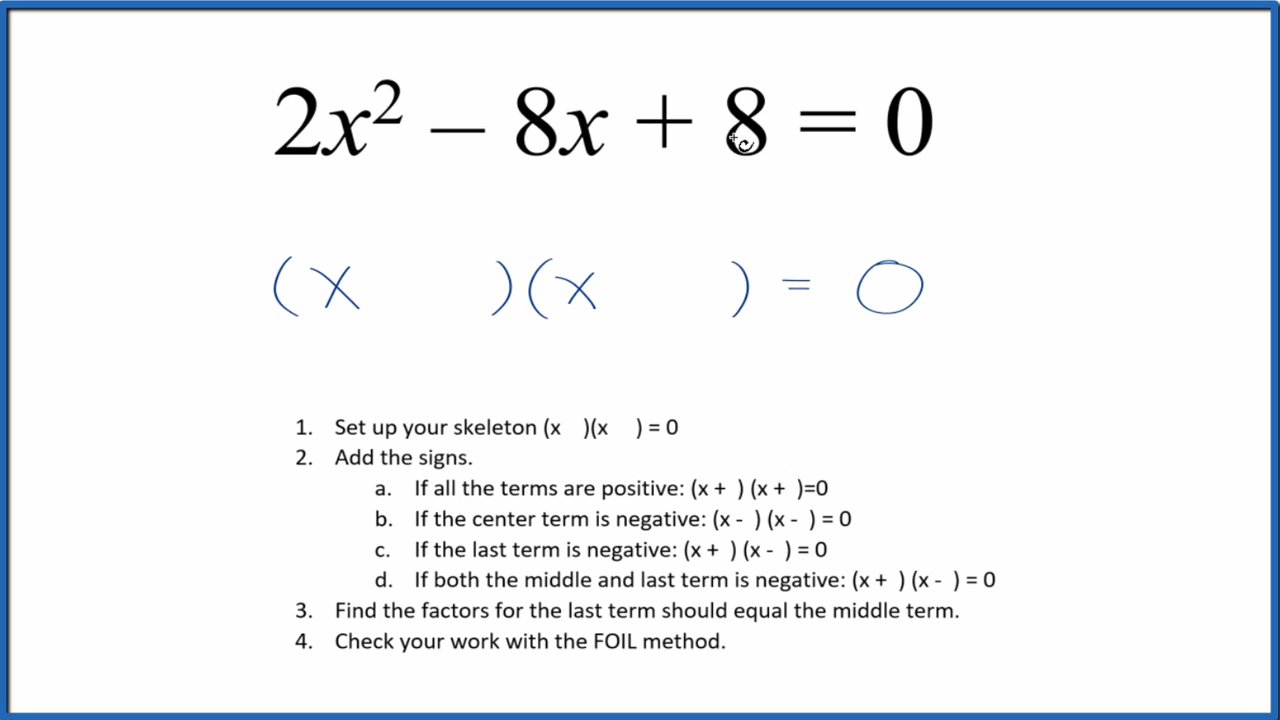 2x² – 8x + 8 = 0
(x )(x ) = 0
1. Set up your skeleton (x )(x ) = 0
2. Add the signs.
a. If all the terms are positive: (x + ) (x + )=0
b. If the center term is negative: (x - ) (x - ) = 0
c. If the last term is negative: (x + ) (x - ) = 0
d. If both the middle and last term is negative: (x + ) (x - ) = 0
3. Find the factors for the last term should equal the middle term.
4. Check your work with the FOIL method.